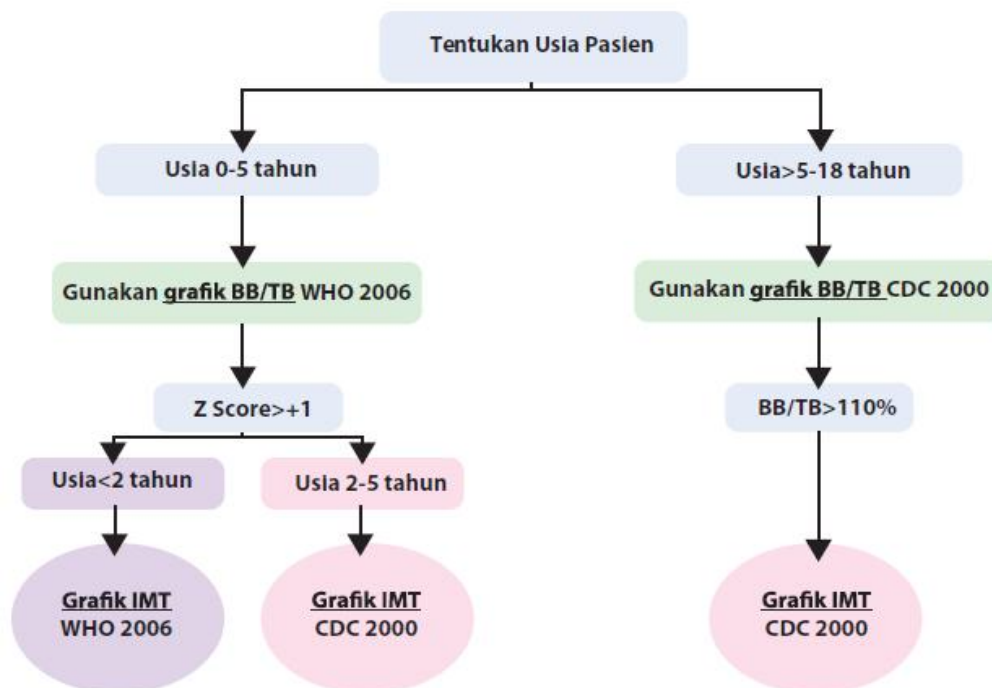 Tentukan Usia Pasien
Usia 0-5 tahun
Usia>5-18 tahun
Gunakan grafik BB/TB WHO 2006
Gunakan grafik BB/TB CDC 2000
Z Score>+1
BB/TB>110%
Usia<2 tahun
Usia 2-5 tahun
Grafik IMT
WHO 2006
Grafik IMT
CDC 2000
Grafik IMT
CDC 2000